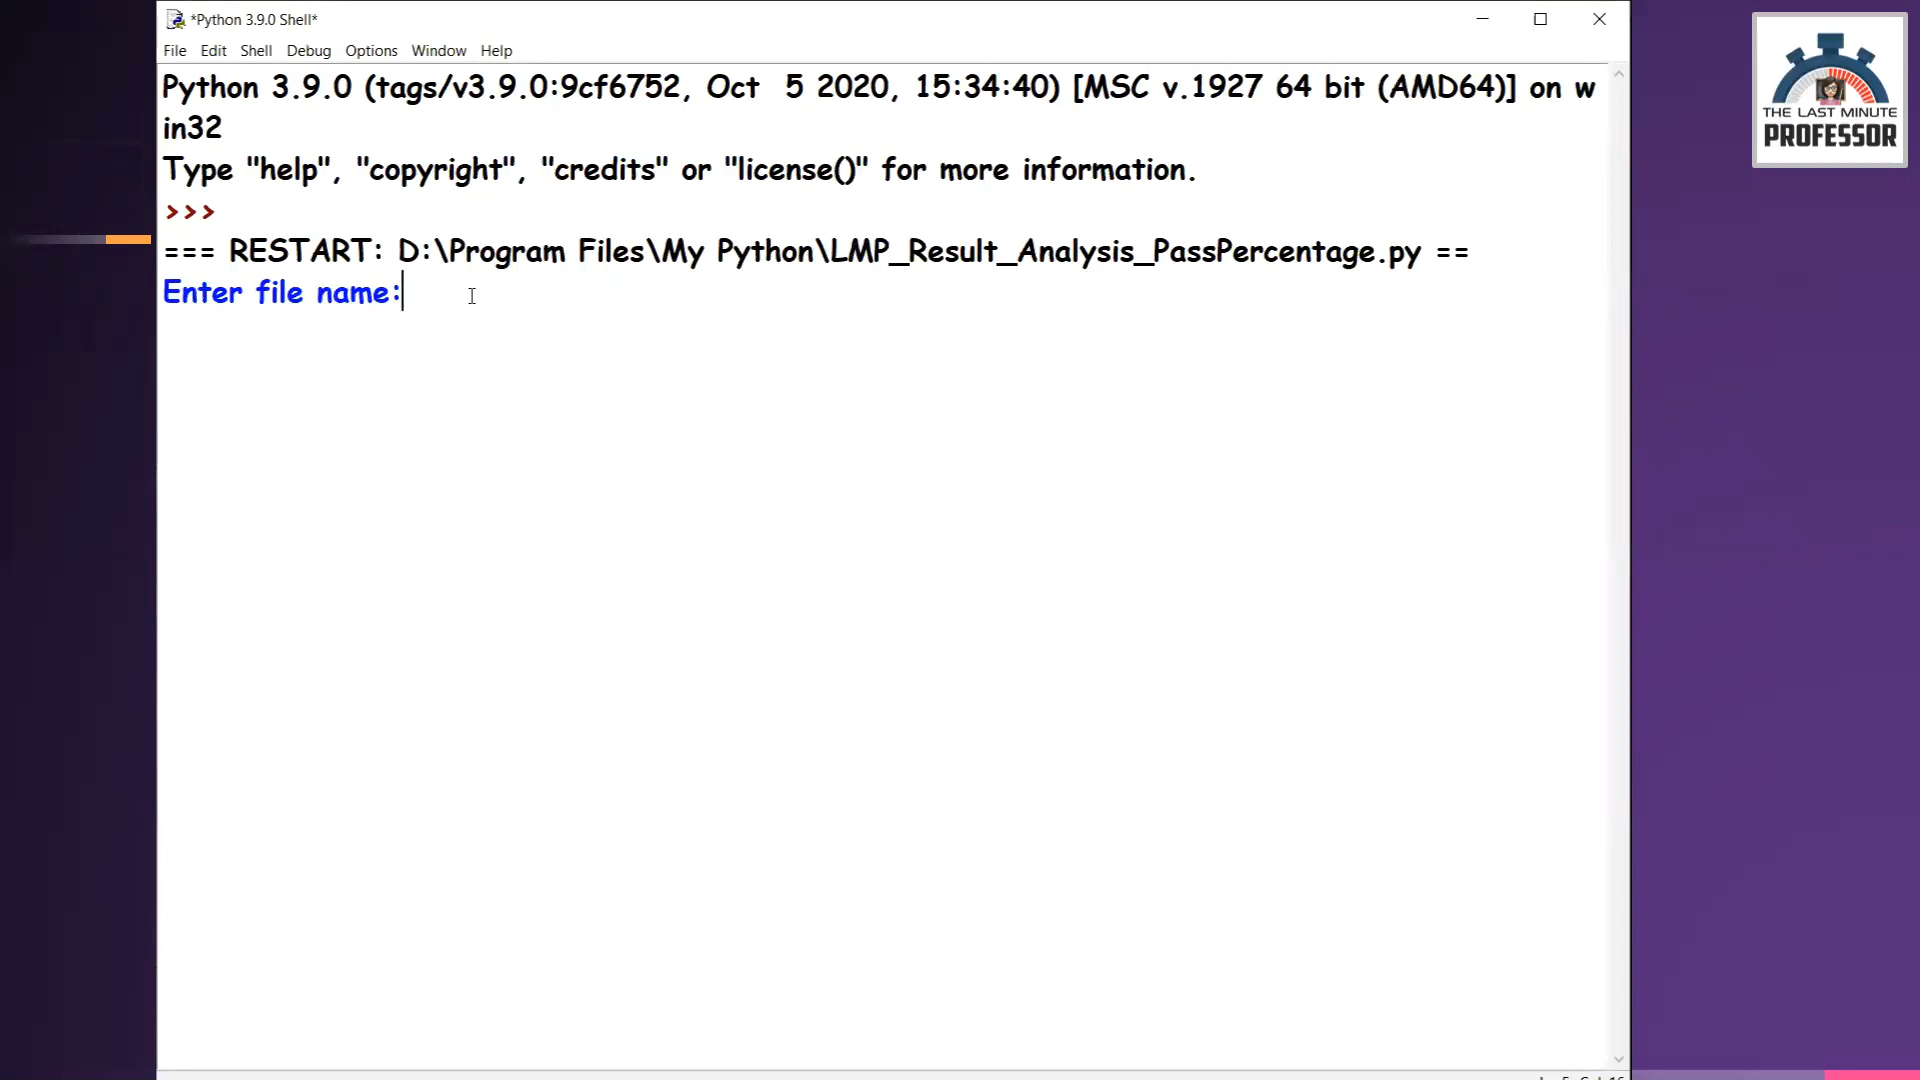 *Python 3.9.0 Shell*
File Edit Shell Debug Options Window Help
Python 3.9.0 (tags/v3.9.0:9cf6752, Oct  5 2020, 15:34:40) [MSC v.1927 64 bit (AMD64)] on w
in32
Type "help", "copyright", "credits" or "license()" for more information.
>>>
=== RESTART: D:\Program Files\My Python\LMP_Result_Analysis_PassPercentage.py ==
Enter file name:
THE LAST MINUTE
PROFESSOR